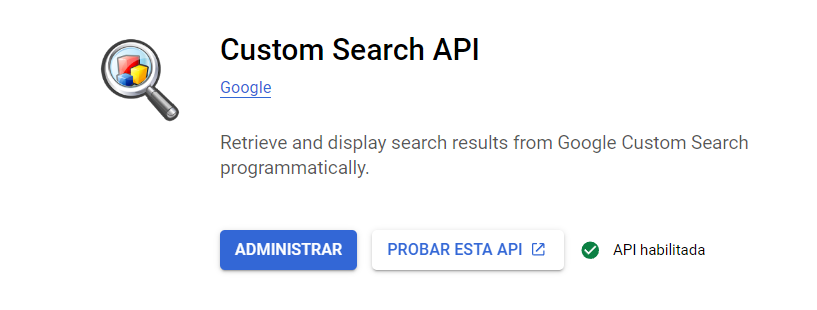 Custom Search API
Google
Retrieve and display search results from Google Custom Search
programmatically.
ADMINISTRAR
PROBAR ESTA API
API habilitada